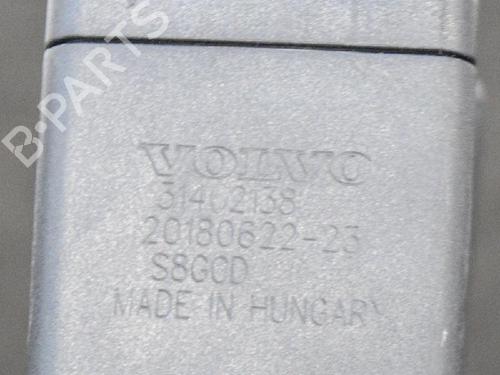 B-PARTS
VOLVO
31402138
20180622-23
S8GCD
MADE IN HUNGARY